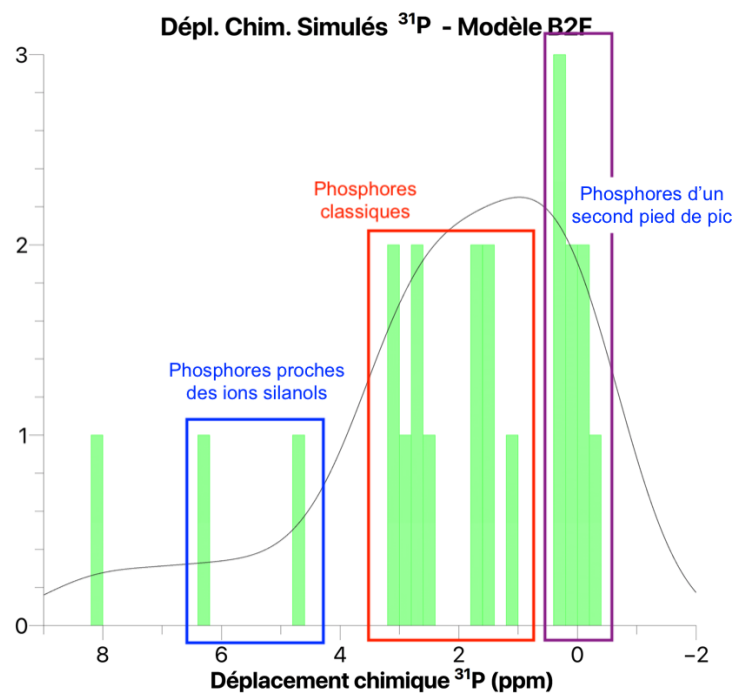 Dépl. Chim. Simulés ³¹P - Modèle B2F
3
Phosphores
classiques
Phosphores d'un
second pied de pic
2
Phosphores proches
des ions silanols
1
0
8 6 4 2 0 −2
Déplacement chimique ³¹P (ppm)